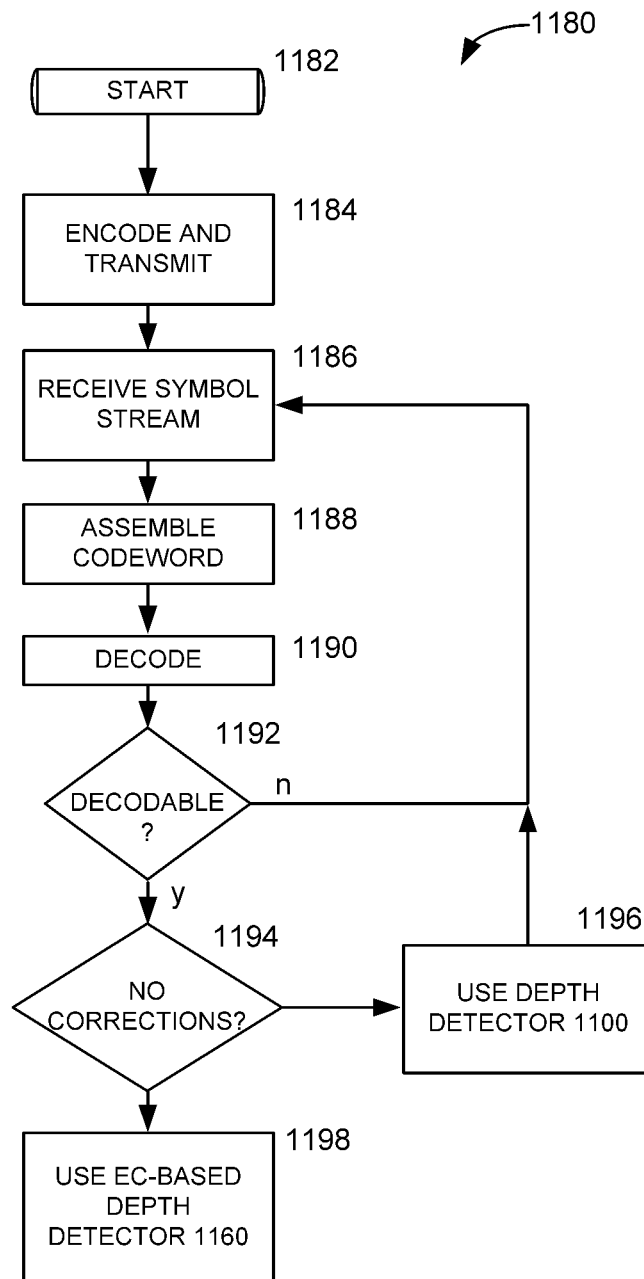 1180
1182
START
1184
ENCODE AND
TRANSMIT
1186
RECEIVE SYMBOL
STREAM
1188
ASSEMBLE
CODEWORD
1190
DECODE
1192
DECODABLE
?
n
y
1194
NO
CORRECTIONS?
1196
USE DEPTH
DETECTOR 1100
1198
USE EC-BASED
DEPTH
DETECTOR 1160